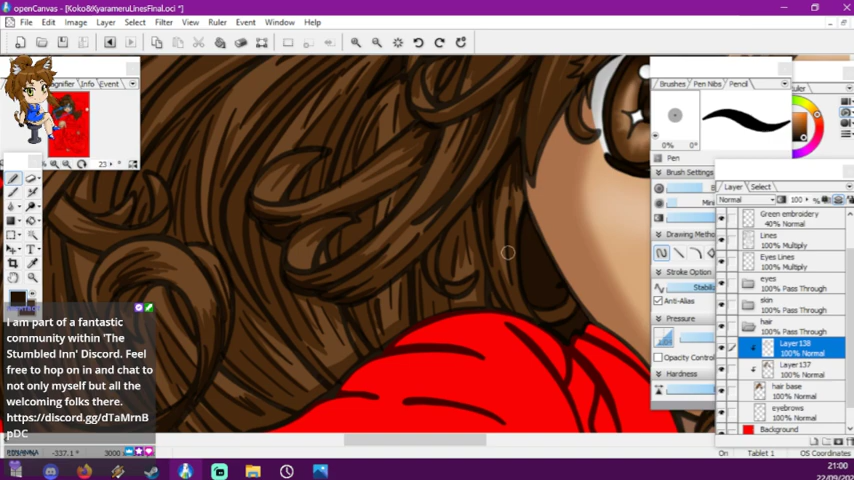 openCanvas - [Koko&KyarameruLinesFinal.oci *]
File Edit Image Layer Select Filter View Ruler Event Window Help
Info Event
23 °
Brushes Pen Nibs Pencil
0% 0°
Pen
Brush Settings
Drawing Metho
Stroke Option
Stabiliz
Anti-Alias
Pressure
Opacity Control
Hardness
Layer Select
Normal 100
Green embroidery
40% Normal
Lines
100% Multiply
Eyes Lines
100% Multiply
eyes
100% Pass Through
skin
100% Pass Through
hair
100% Pass Through
Layer138
100% Normal
Layer137
100% Normal
hair base
100% Normal
eyebrows
100% Normal
Background
I am part of a fantastic
community within 'The
Stumbled Inn' Discord. Feel
free to hop on in and chat to
not only myself but all the
welcoming folks there.
https://discord.gg/dTaMrnB
pDC
-337.1 ° 3000
On Tablet 1 OS Coordinates
21:00